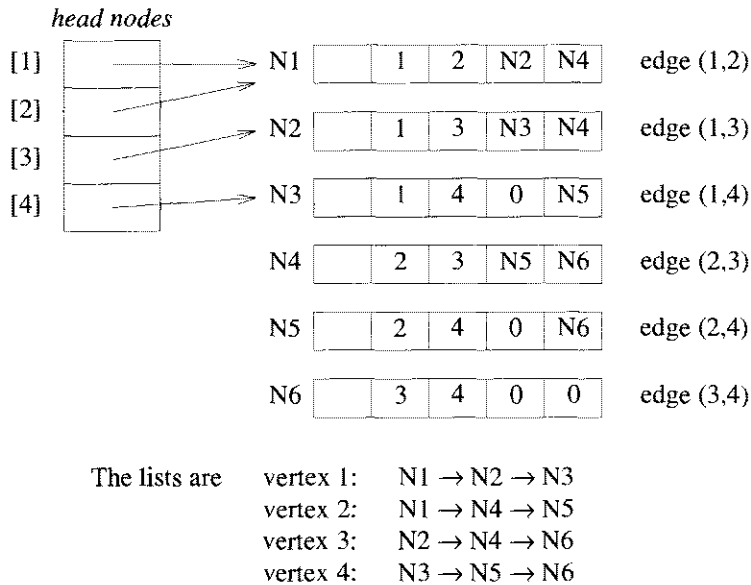 head nodes
[1] N1 1 2 N2 N4 edge (1,2)
[2]
N2 1 3 N3 N4 edge (1,3)
[3]
[4] N3 1 4 0 N5 edge (1,4)
N4 2 3 N5 N6 edge (2,3)
N5 2 4 0 N6 edge (2,4)
N6 3 4 0 0 edge (3,4)
The lists are vertex 1: N1 → N2 → N3
vertex 2: N1 → N4 → N5
vertex 3: N2 → N4 → N6
vertex 4: N3 → N5 → N6